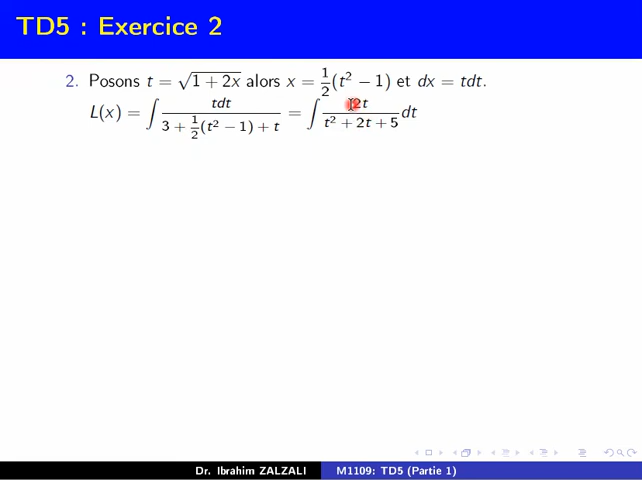 TD5 : Exercice 2
2. Posons t = √(1 + 2x) alors x = 1/2(t² − 1) et dx = tdt.
L(x) = ∫ tdt / (3 + 1/2(t² − 1) + t) = ∫ 2t / (t² + 2t + 5) dt
Dr. Ibrahim ZALZALI M1109: TD5 (Partie 1)